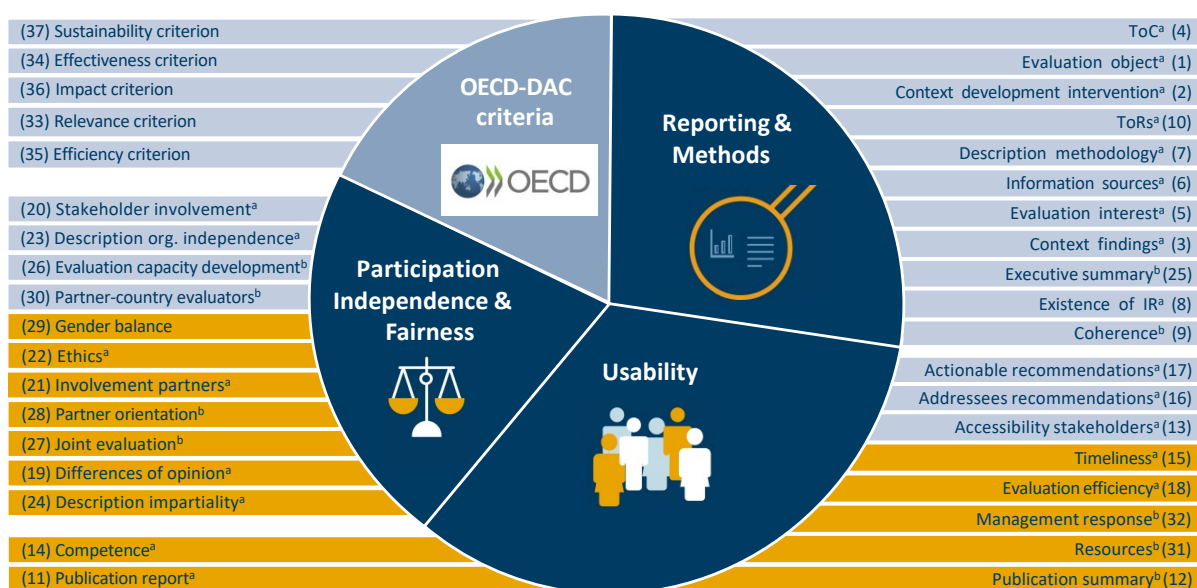 (37) Sustainability criterion
(34) Effectiveness criterion
(36) Impact criterion
(33) Relevance criterion
(35) Efficiency criterion
(20) Stakeholder involvementᵃ
(23) Description org. independenceᵃ
(26) Evaluation capacity developmentᵇ
(30) Partner-country evaluatorsᵇ
(29) Gender balance
(22) Ethicsᵃ
(21) Involvement partnersᵃ
(28) Partner orientationᵇ
(27) Joint evaluationᵇ
(19) Differences of opinionᵃ
(24) Description impartialityᵃ
(14) Competenceᵃ
(11) Publication reportᵃ
OECD-DAC
criteria
OECD
Reporting &
Methods
Participation
Independence &
Fairness
Usability
ToCᵃ (4)
Evaluation objectᵃ (1)
Context development interventionᵃ (2)
ToRsᵃ (10)
Description methodologyᵃ (7)
Information sourcesᵃ (6)
Evaluation interestᵃ (5)
Context findingsᵃ (3)
Executive summaryᵇ (25)
Existence of IRᵃ (8)
Coherenceᵇ (9)
Actionable recommendationsᵃ (17)
Addressees recommendationsᵃ (16)
Accessibility stakeholdersᵃ (13)
Timelinessᵃ (15)
Evaluation efficiencyᵃ (18)
Management responseᵇ (32)
Resourcesᵇ (31)
Publication summaryᵇ (12)